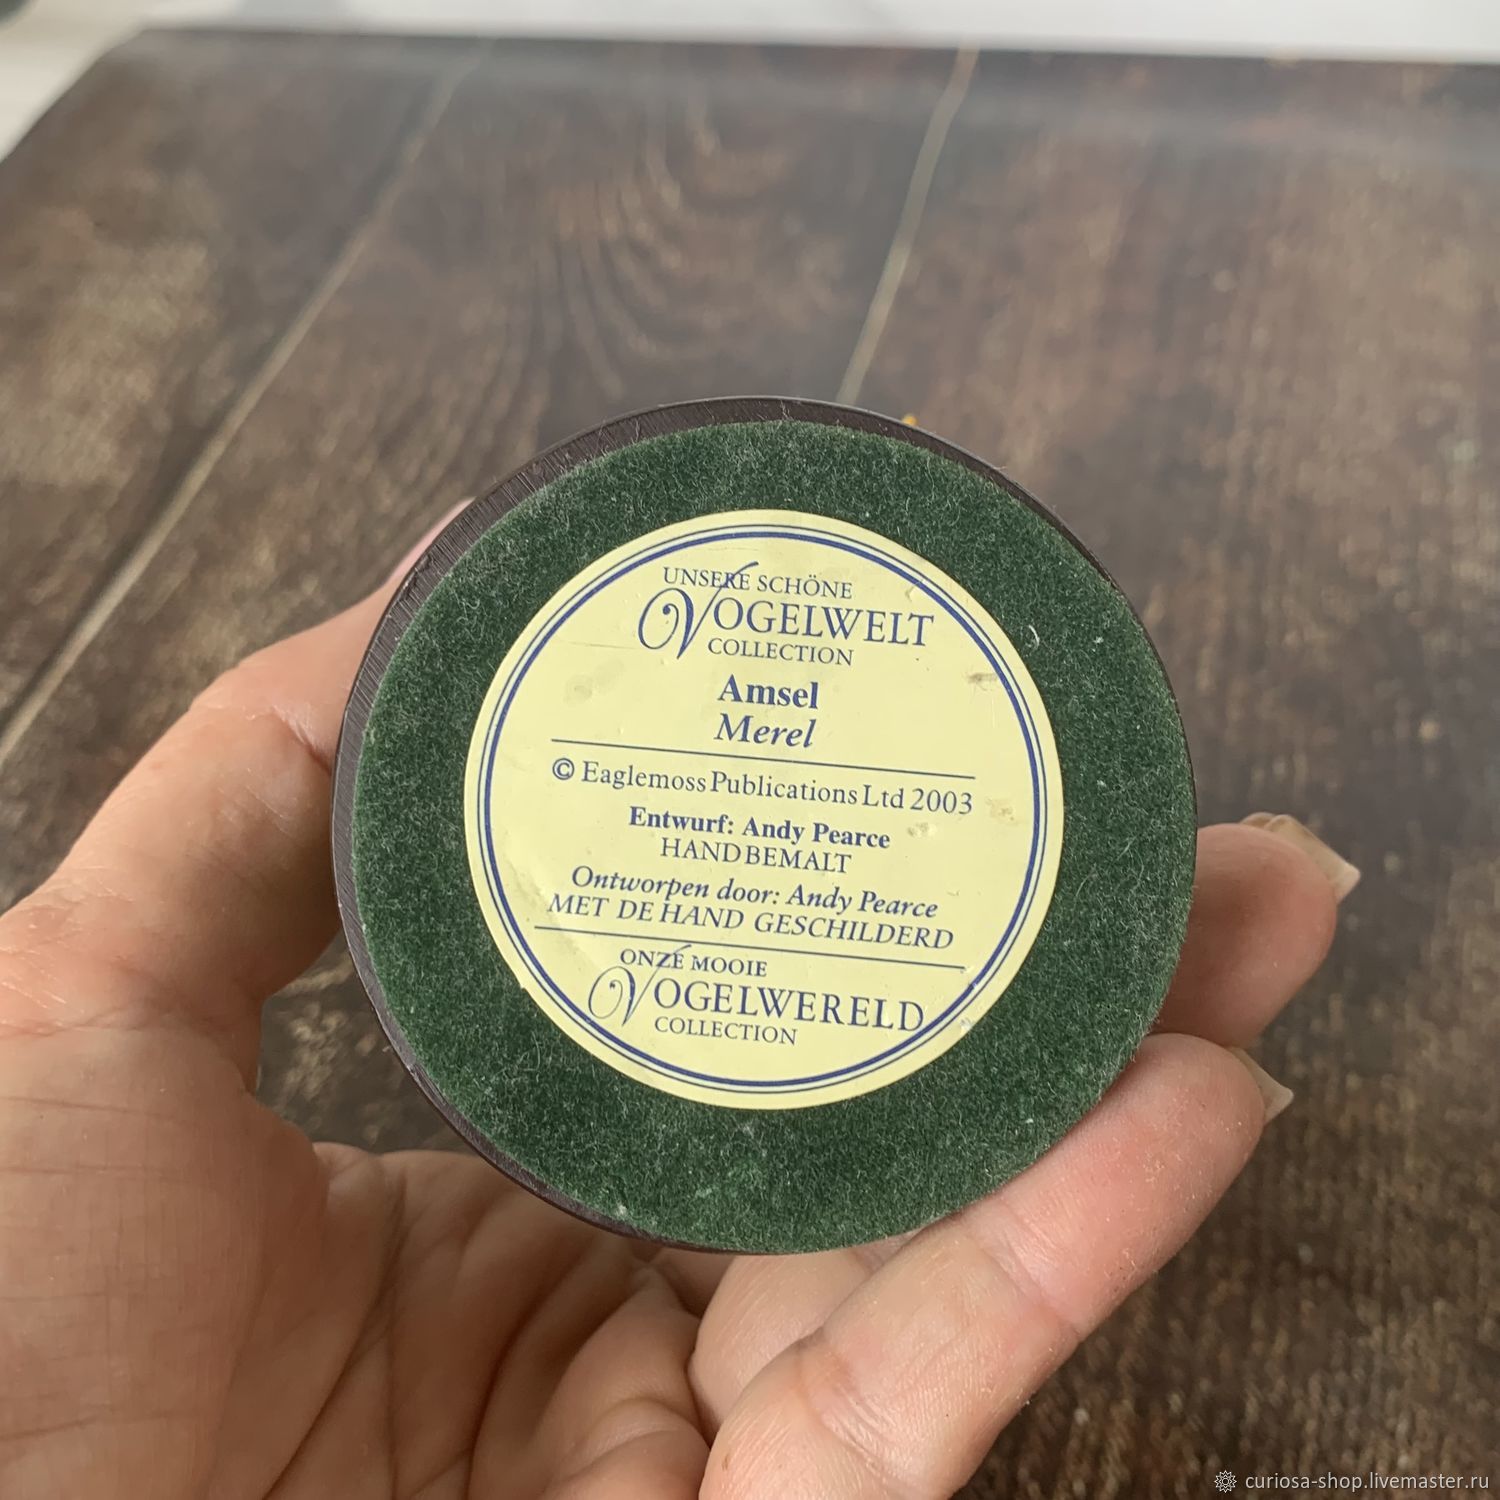 UNSERE SCHÖNE
VOGELWELT
COLLECTION
Amsel
Merel
© Eaglemoss Publications Ltd 2003
Entwurf: Andy Pearce
HANDBEMALT
Ontworpen door: Andy Pearce
MET DE HAND GESCHILDERD
ONZE MOOIE
VOGELWERELD
COLLECTION
curiosa-shop.livemaster.ru